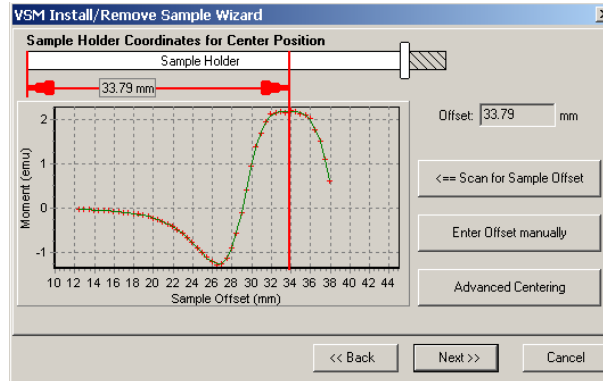 VSM Install/Remove Sample Wizard
Sample Holder Coordinates for Center Position
Sample Holder
33.79 mm
Offset: 33.79 mm
<== Scan for Sample Offset
Enter Offset manually
Advanced Centering
Moment (emu)
2
1
0
-1
10 12 14 16 18 20 22 24 26 28 30 32 34 36 38 40 42 44
Sample Offset (mm)
<< Back Next >> Cancel